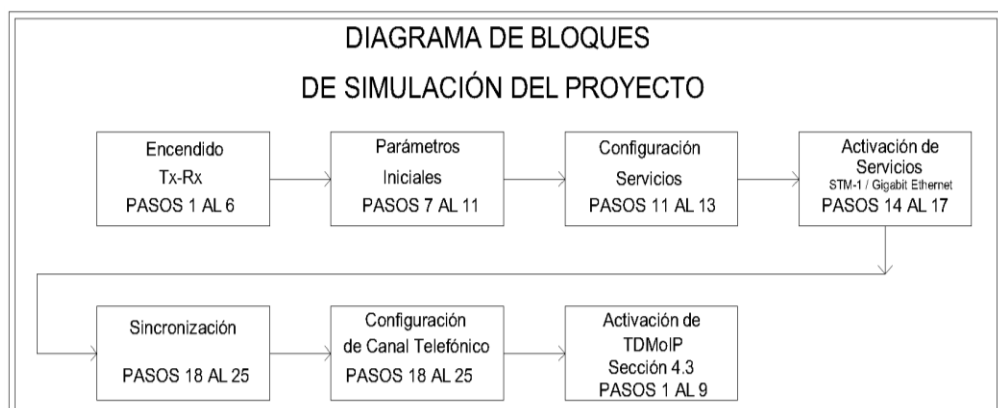 DIAGRAMA DE BLOQUES
DE SIMULACIÓN DEL PROYECTO
Encendido
Tx-Rx
PASOS 1 AL 6
Parámetros
Iniciales
PASOS 7 AL 11
Configuración
Servicios
PASOS 11 AL 13
Activación de
Servicios
STM-1 / Gigabit Ethernet
PASOS 14 AL 17
Sincronización
PASOS 18 AL 25
Configuración
de Canal Telefónico
PASOS 18 AL 25
Activación de
TDMoIP
Sección 4.3
PASOS 1 AL 9